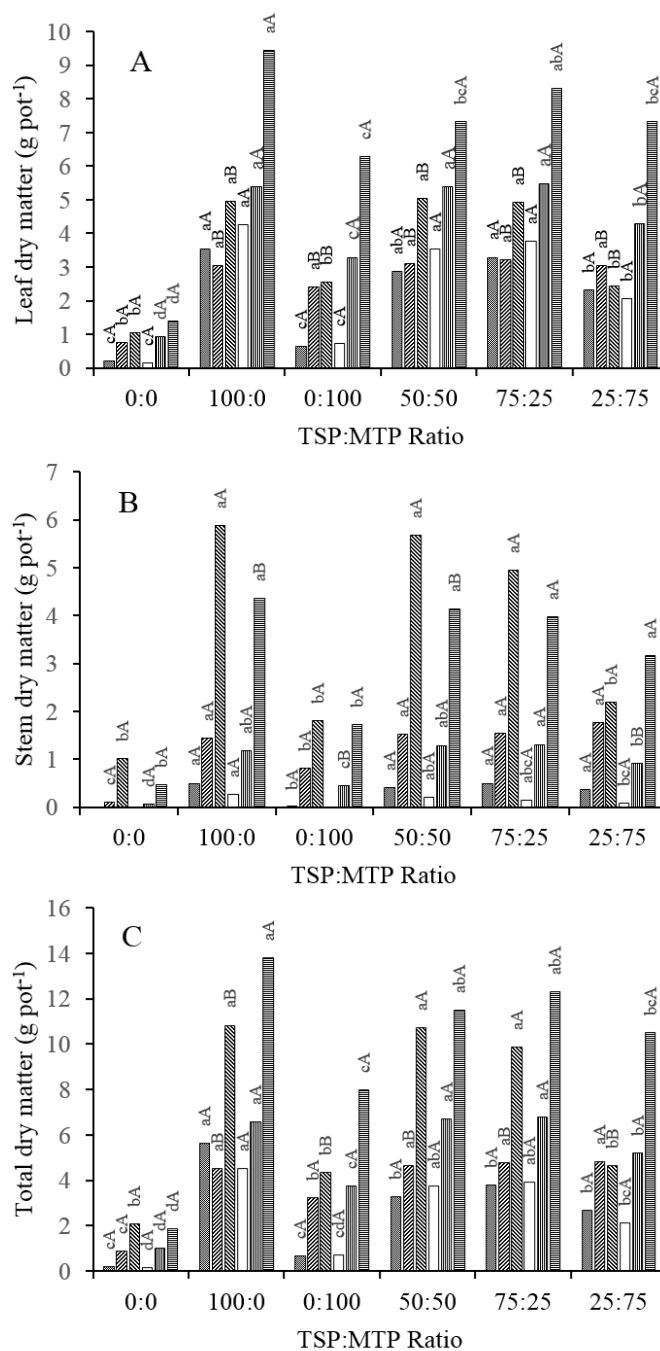 A
Leaf dry matter (g pot⁻¹)
10
9
8
7
6
5
4
3
2
1
0
cA bA bA cA dA dA
aA aB aB aA aA aA
cA aB bB cA cA cA
abA aB aB aA aA bcA
aA aB aB aA aA abA
bA aB bB bA bA bcA
0:0 100:0 0:100 50:50 75:25 25:75
TSP:MTP Ratio
B
Stem dry matter (g pot⁻¹)
7
6
5
4
3
2
1
0
cA bA dA bA
aA aA aA aA abA aB
bA bA bA cB bA
aA aA aA abA abA aB
aA aA aA abcA aA aA
aA aA bA bcA bB aA
0:0 100:0 0:100 50:50 75:25 25:75
TSP:MTP Ratio
C
Total dry matter (g pot⁻¹)
16
14
12
10
8
6
4
2
0
cA cA bA dA dA dA
aA aB aB aA aA aA
cA bA bB cdA cA cA
bA aB aA abA aA abA
bA aB aA abA aA abA
bA aA bB bcA bA bcA
0:0 100:0 0:100 50:50 75:25 25:75
TSP:MTP Ratio